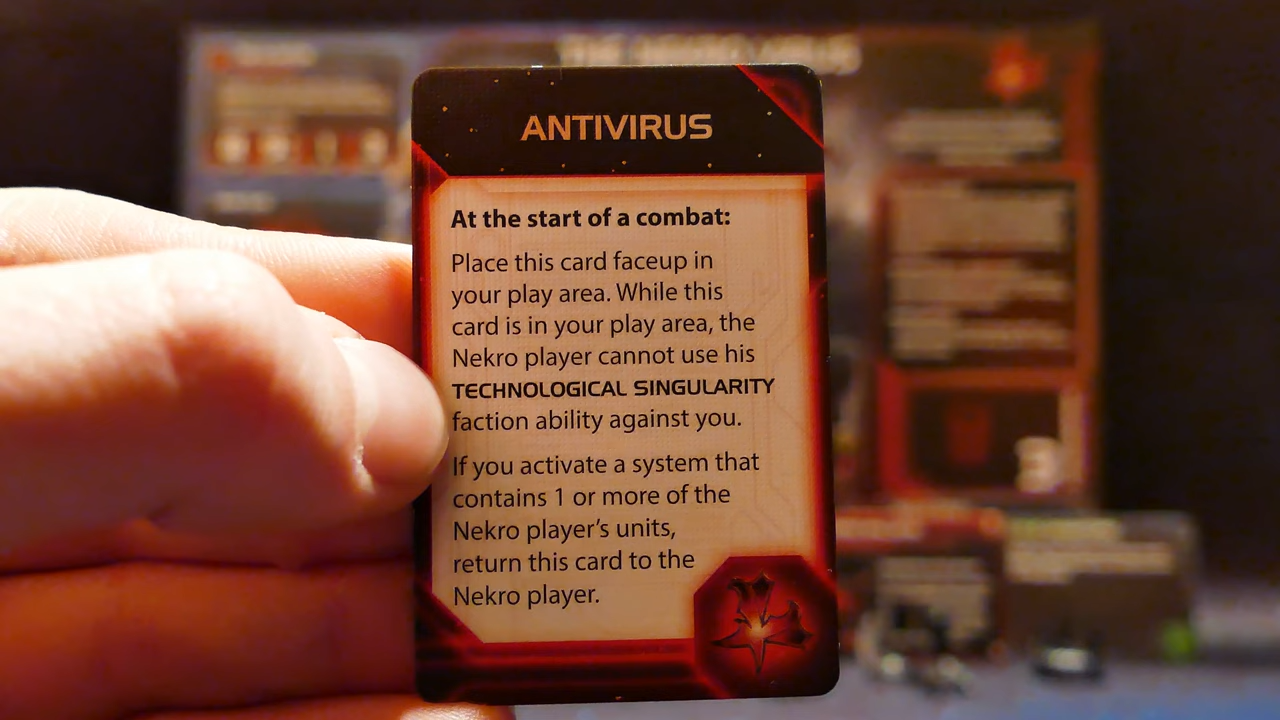 ANTIVIRUS
At the start of a combat:
Place this card faceup in
your play area. While this
card is in your play area, the
Nekro player cannot use his
TECHNOLOGICAL SINGULARITY
faction ability against you.
If you activate a system that
contains 1 or more of the
Nekro player's units,
return this card to the
Nekro player.